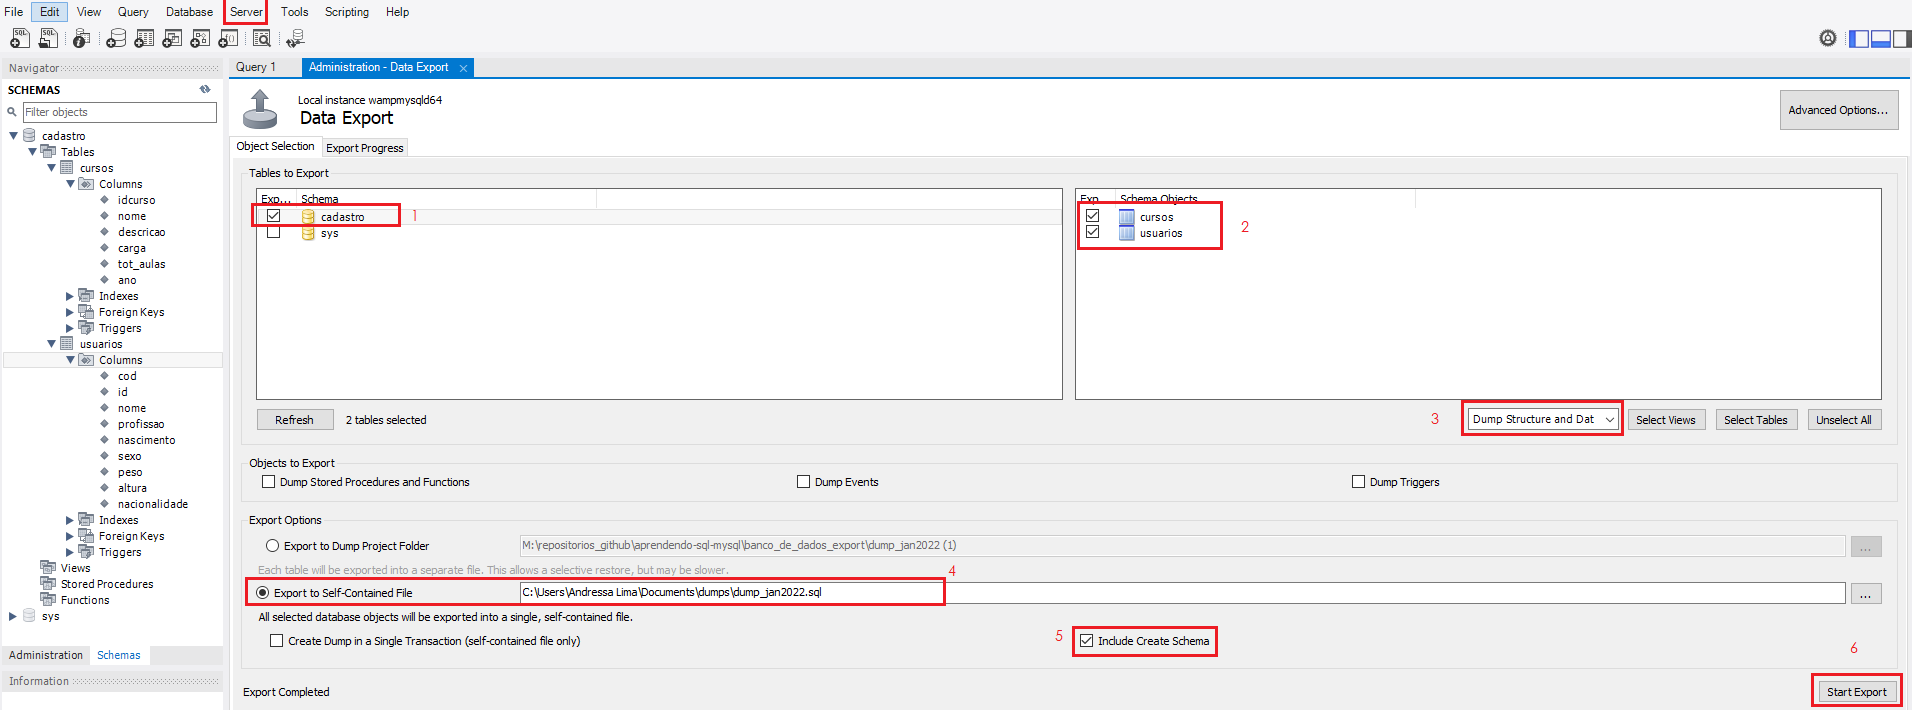 File Edit View Query Database Server Tools Scripting Help
Navigator
SCHEMAS
Filter objects
cadastro
Tables
cursos
Columns
idcurso
nome
descricao
carga
tot_aulas
ano
Indexes
Foreign Keys
Triggers
usuarios
Columns
cod
id
nome
profissao
nascimento
sexo
peso
altura
nacionalidade
Indexes
Foreign Keys
Triggers
Views
Stored Procedures
Functions
sys
Administration Schemas
Information
Query 1 Administration - Data Export
Local instance wampmysqld64
Data Export
Advanced Options...
Object Selection Export Progress
Tables to Export
Exp... Schema
cadastro 1
sys
Exp Schema Objects
cursos
usuarios
2
Refresh 2 tables selected
3 Dump Structure and Dat Select Views Select Tables Unselect All
Objects to Export
Dump Stored Procedures and Functions Dump Events Dump Triggers
Export Options
Export to Dump Project Folder M:\repositorios_github\aprendendo-sql-mysql\banco_de_dados_export\dump_jan2022 (1) ...
Each table will be exported into a separate file. This allows a selective restore, but may be slower.
4
Export to Self-Contained File C:\Users\Andressa Lima\Documents\dumps\dump_jan2022.sql ...
All selected database objects will be exported into a single, self-contained file.
Create Dump in a Single Transaction (self-contained file only) 5 Include Create Schema
6
Export Completed Start Export